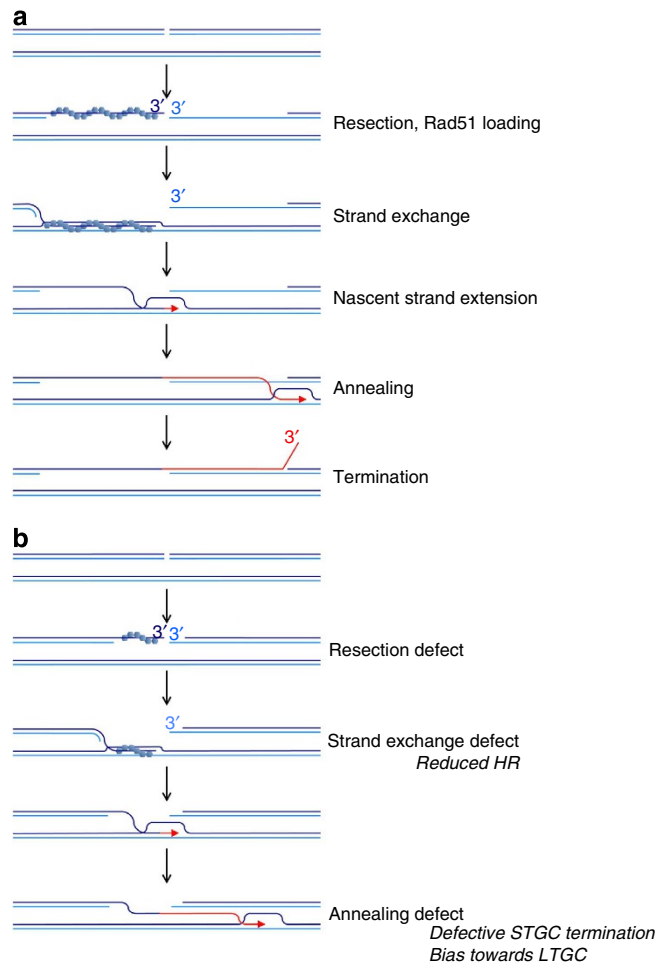 a
3′ 3′
Resection, Rad51 loading
3′
Strand exchange
Nascent strand extension
Annealing
3′
Termination
b
3′ 3′
Resection defect
3′
Strand exchange defect
Reduced HR
Annealing defect
Defective STGC termination
Bias towards LTGC